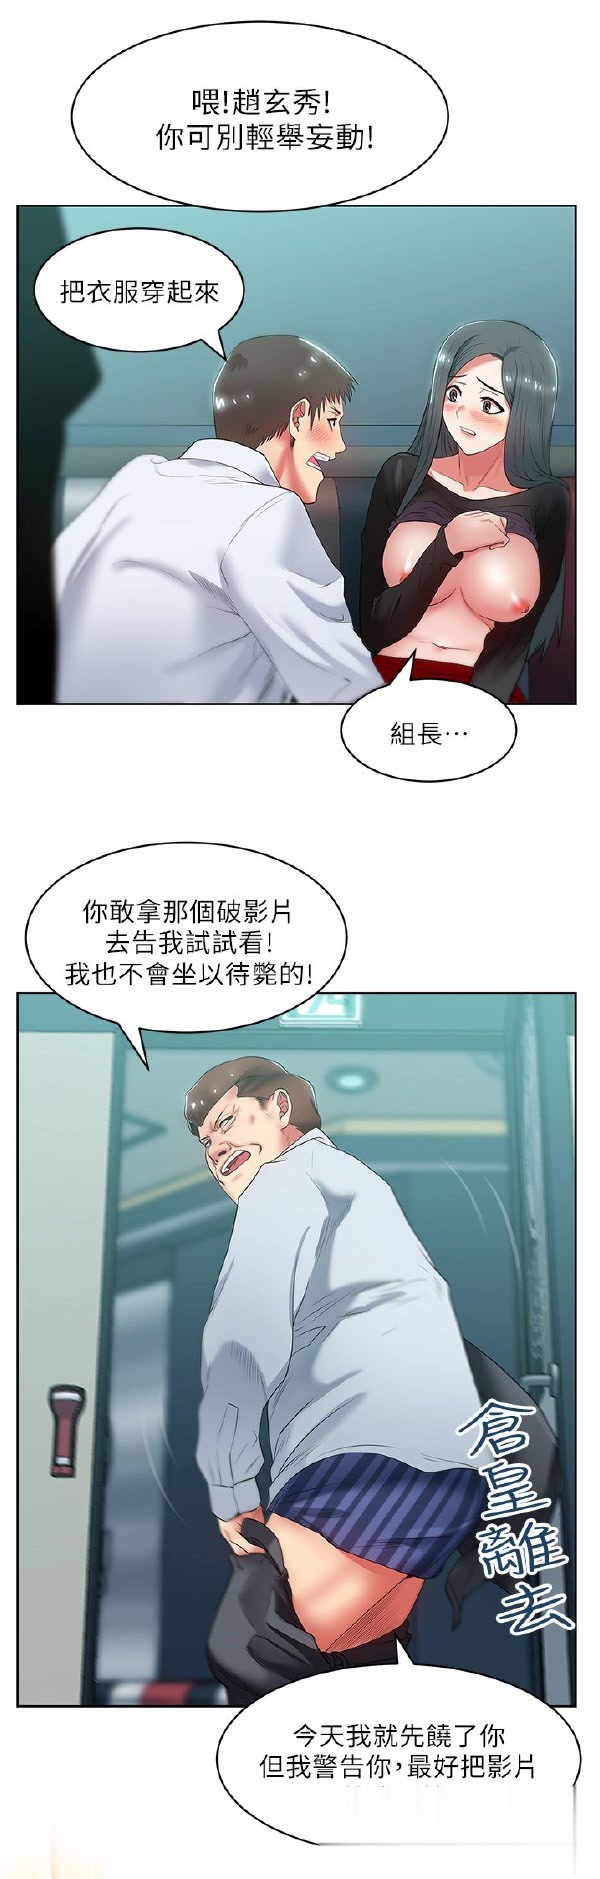 喂!趙玄秀!
你可別輕舉妄動!
把衣服穿起來
組長…
你敢拿那個破影片
去告我試試看!
我也不會坐以待斃的!
74
倉皇離去
今天我就先饒了你
但我警告你,最好把影片